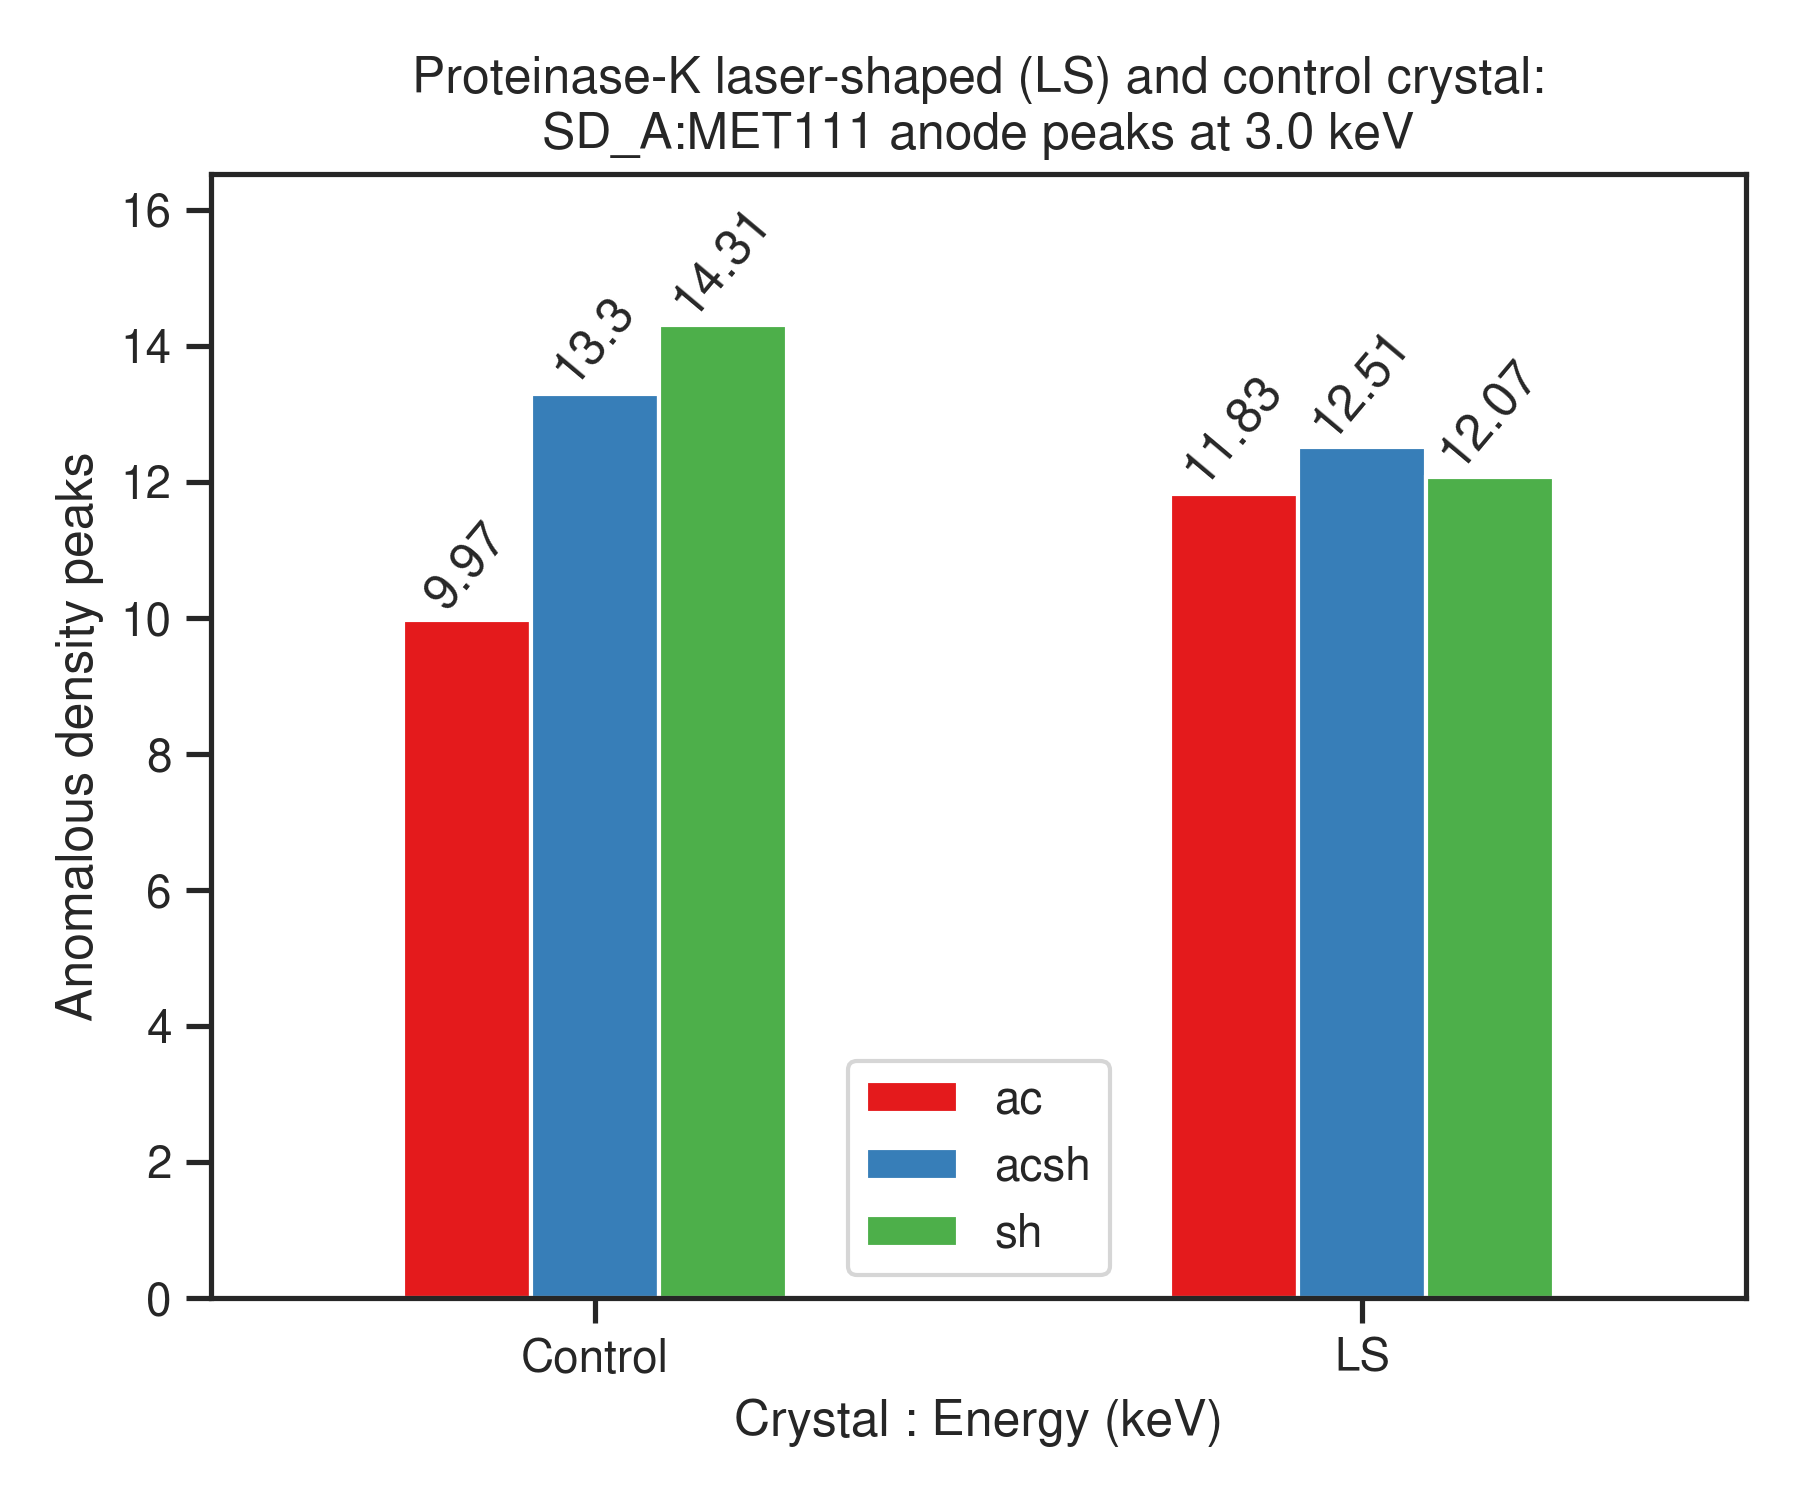 Proteinase-K laser-shaped (LS) and control crystal:
SD_A:MET111 anode peaks at 3.0 keV
Anomalous density peaks
16
14
12
10
8
6
4
2
0
9.97
13.3
14.31
11.83
12.51
12.07
ac
acsh
sh
Control
LS
Crystal : Energy (keV)